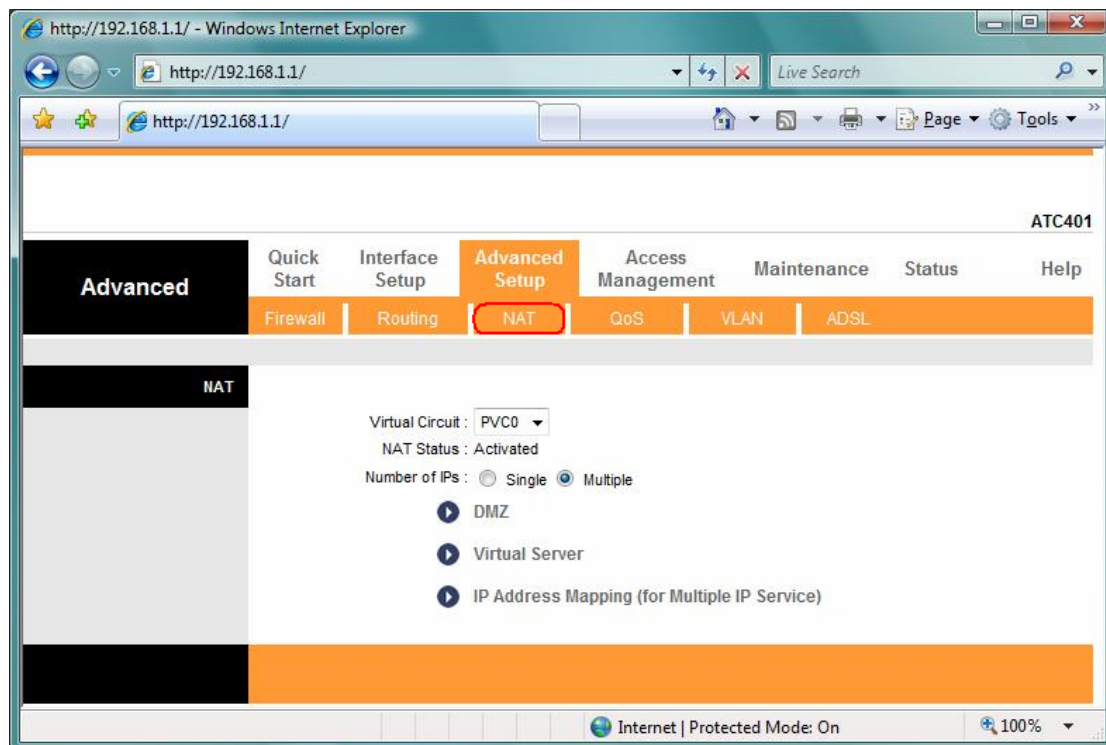 http://192.168.1.1/ - Windows Internet Explorer
http://192.168.1.1/
Live Search
http://192.168.1.1/
Page
Tools
ATC401
Advanced
Quick Start
Interface Setup
Advanced Setup
Access Management
Maintenance
Status
Help
Firewall
Routing
NAT
QoS
VLAN
ADSL
NAT
Virtual Circuit : PVC0
NAT Status : Activated
Number of IPs : Single Multiple
DMZ
Virtual Server
IP Address Mapping (for Multiple IP Service)
Internet | Protected Mode: On
100%